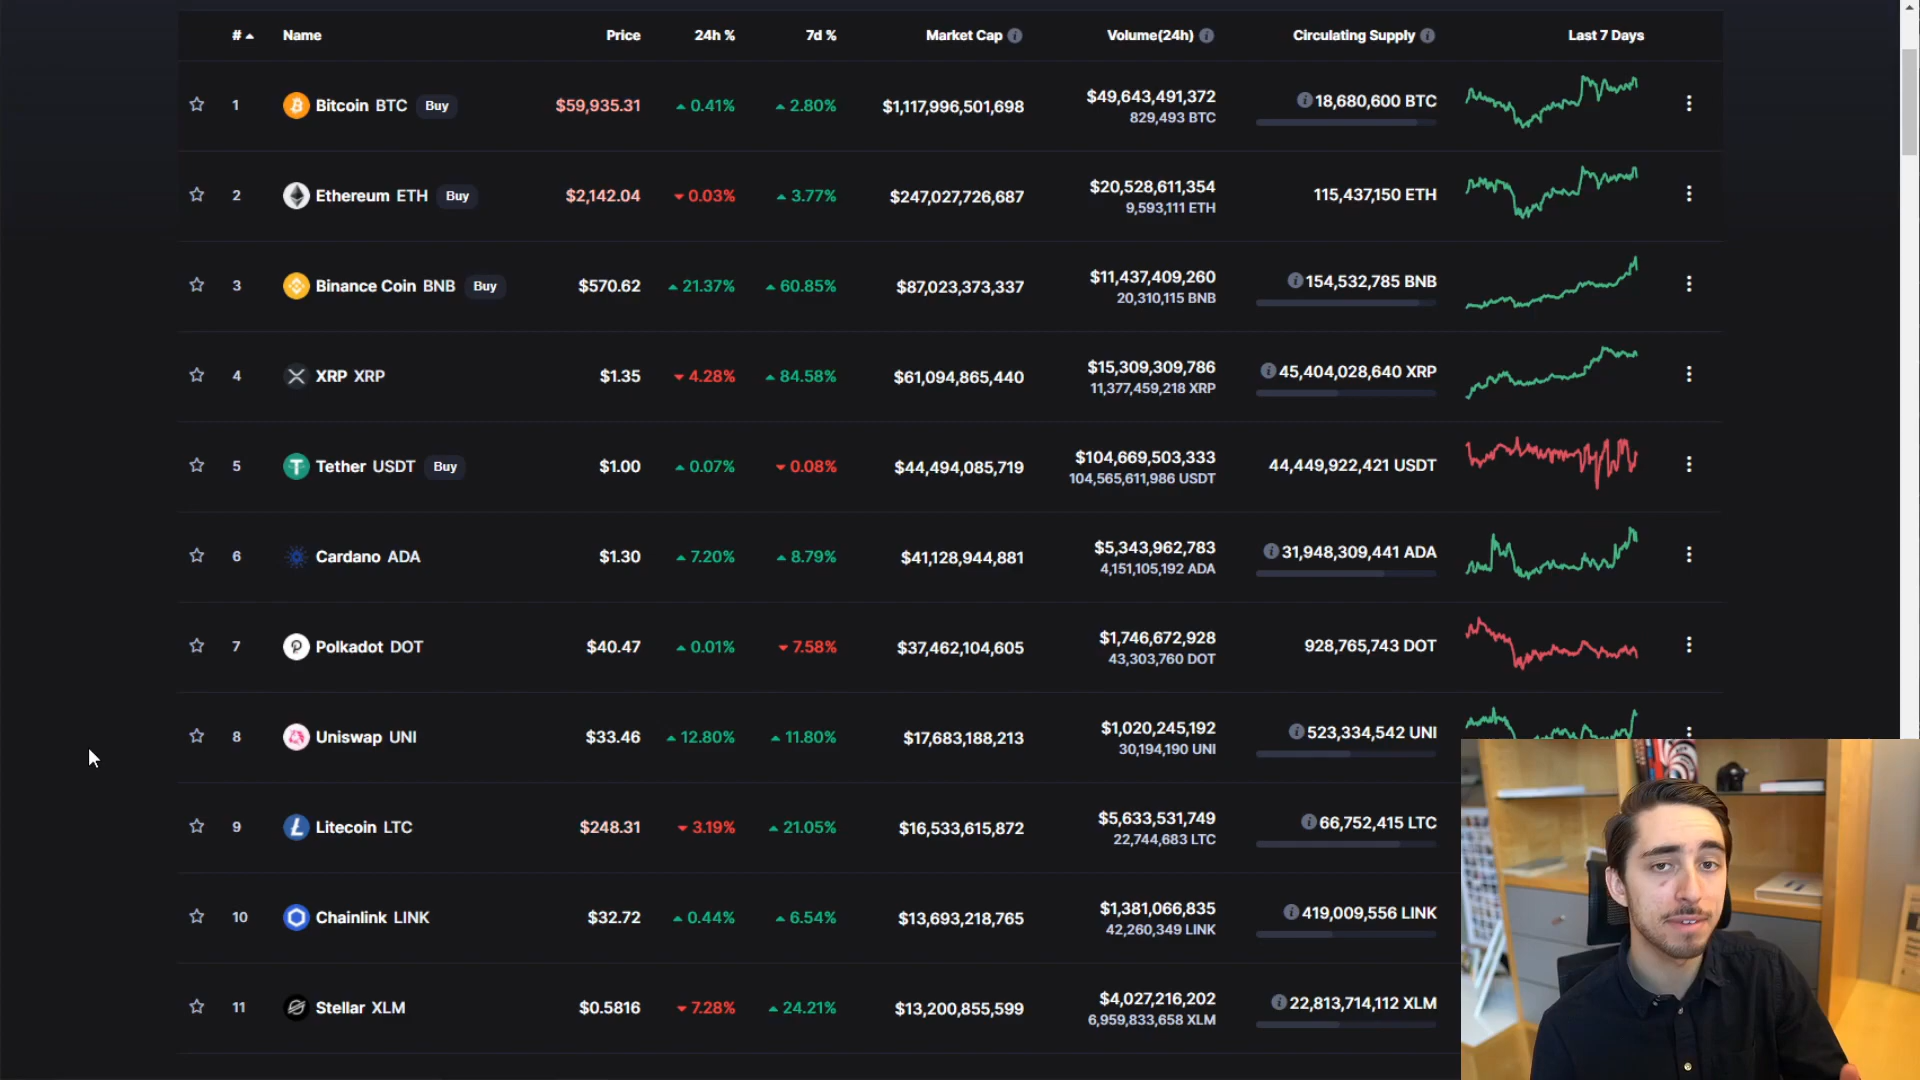 # Name Price 24h % 7d % Market Cap Volume(24h) Circulating Supply Last 7 Days
1 Bitcoin BTC Buy $59,935.31 0.41% 2.80% $1,117,996,501,698 $49,643,491,372 18,680,600 BTC
829,493 BTC
2 Ethereum ETH Buy $2,142.04 0.03% 3.77% $247,027,726,687 $20,528,611,354 115,437,150 ETH
9,593,111 ETH
3 Binance Coin BNB Buy $570.62 21.37% 60.85% $87,023,373,337 $11,437,409,260 154,532,785 BNB
20,310,115 BNB
4 XRP XRP $1.35 4.28% 84.58% $61,094,865,440 $15,309,309,786 45,404,028,640 XRP
11,377,459,218 XRP
5 Tether USDT Buy $1.00 0.07% 0.08% $44,494,085,719 $104,669,503,333 44,449,922,421 USDT
104,565,611,986 USDT
6 Cardano ADA $1.30 7.20% 8.79% $41,128,944,881 $5,343,962,783 31,948,309,441 ADA
4,151,105,192 ADA
7 Polkadot DOT $40.47 0.01% 7.58% $37,462,104,605 $1,746,672,928 928,765,743 DOT
43,303,760 DOT
8 Uniswap UNI $33.46 12.80% 11.80% $17,683,188,213 $1,020,245,192 523,334,542 UNI
30,194,190 UNI
9 Litecoin LTC $248.31 3.19% 21.05% $16,533,615,872 $5,633,531,749 66,752,415 LTC
22,744,683 LTC
10 Chainlink LINK $32.72 0.44% 6.54% $13,693,218,765 $1,381,066,835 419,009,556 LINK
42,260,349 LINK
11 Stellar XLM $0.5816 7.28% 24.21% $13,200,855,599 $4,027,216,202 22,813,714,112 XLM
6,959,833,658 XLM